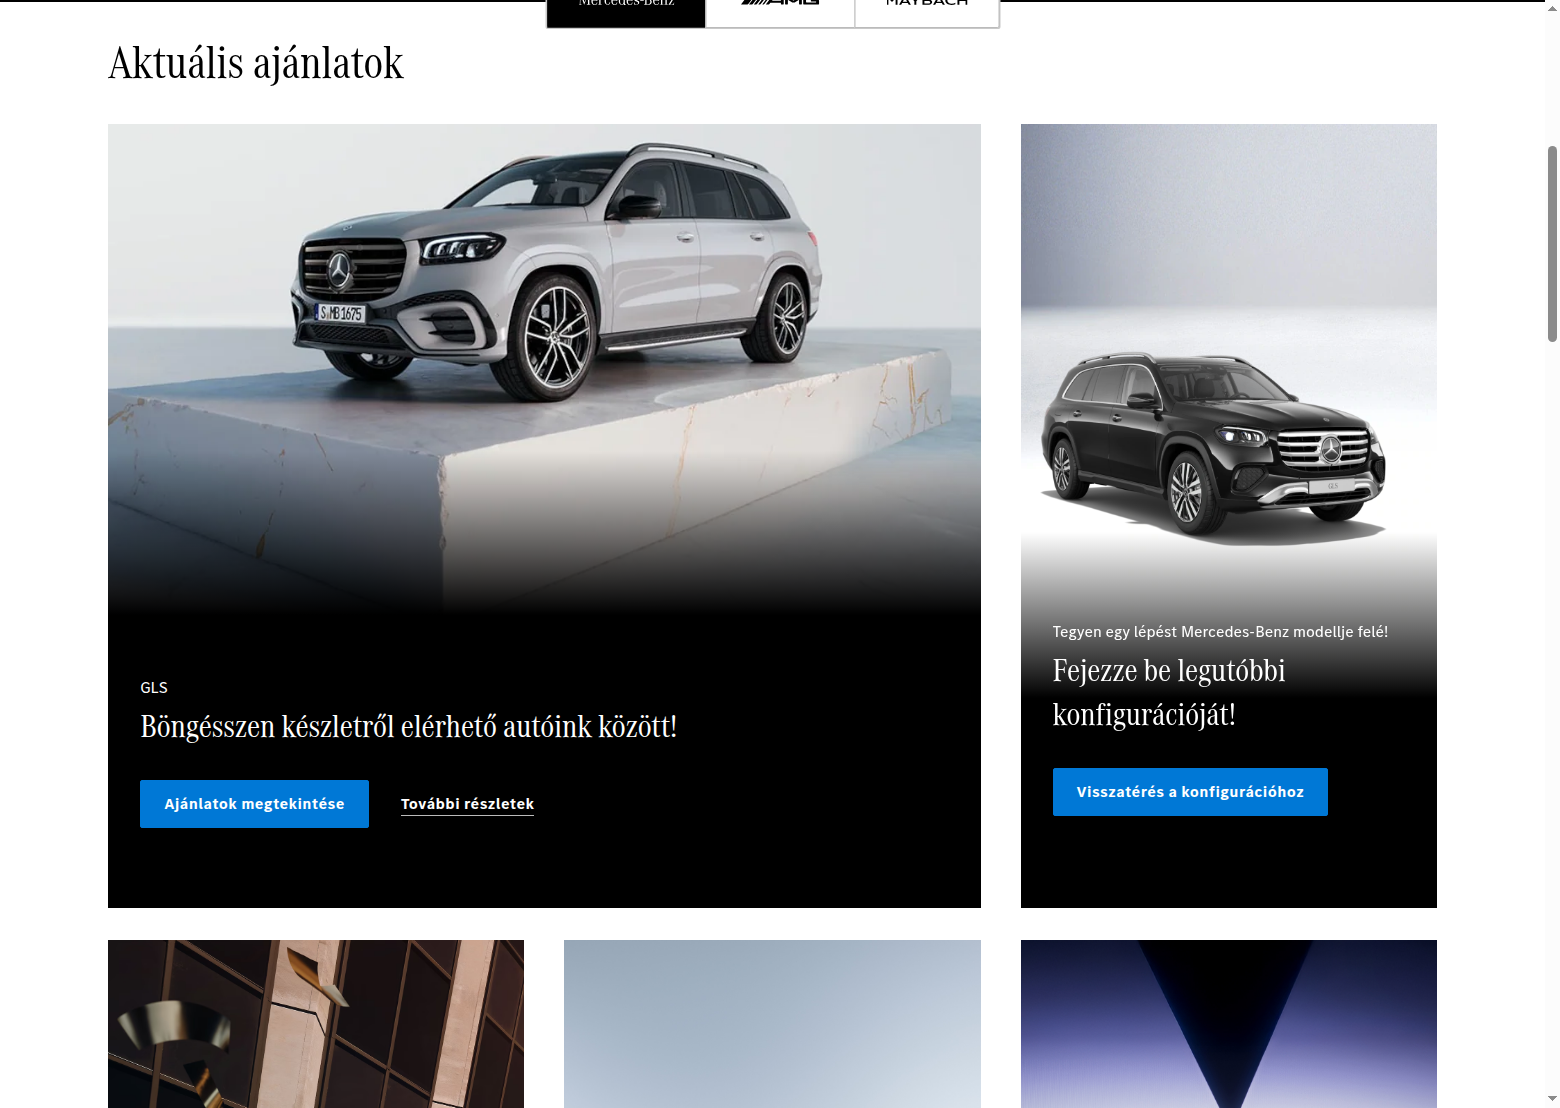 Mercedes-Benz
AMG
MAYBACH
Aktuális ajánlatok
S MB 1675
GLS
GLS
Böngésszen készletről elérhető autóink között!
Ajánlatok megtekintése
További részletek
Tegyen egy lépést Mercedes-Benz modellje felé!
Fejezze be legutóbbi
konfigurációját!
Visszatérés a konfigurációhoz